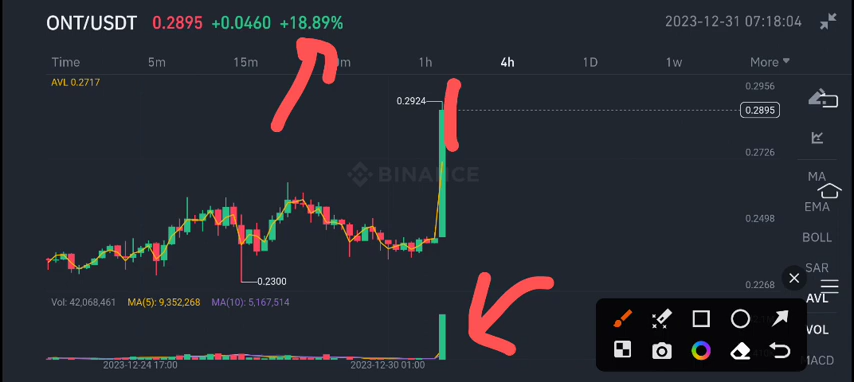 ONT/USDT 0.2895 +0.0460 +18.89% 2023-12-31 07:18:04
Time 5m 15m 1h 4h 1D 1w More
AVL 0.2717
0.2956
0.2924
0.2895
0.2726
BINANCE
MA
EMA
0.2498
BOLL
SAR
0.2300
0.2268
AVL
Vol: 42,068,461 MA(5): 9,352,268 MA(10): 5,167,514
VOL
MACD
2023-12-24 17:00 2023-12-30 01:00